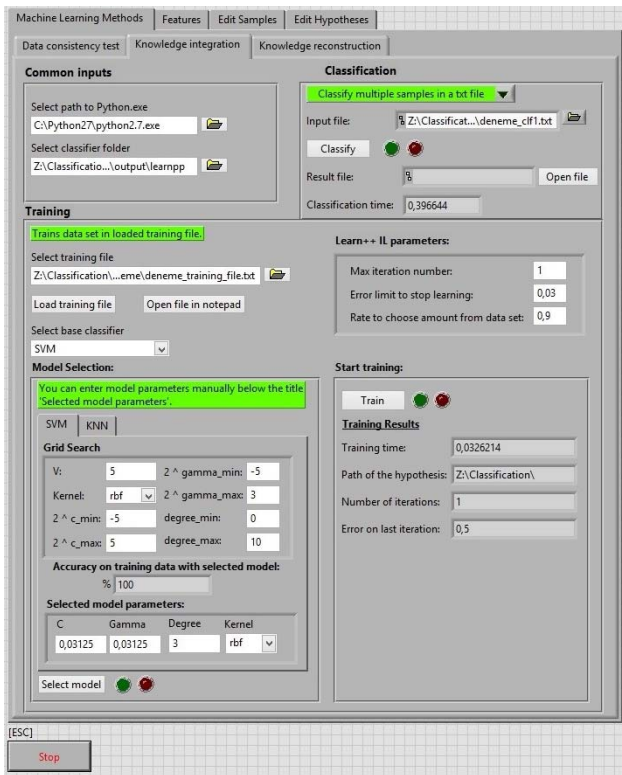 Machine Learning Methods Features Edit Samples Edit Hypotheses
Data consistency test Knowledge integration Knowledge reconstruction
Common inputs
Select path to Python.exe
C:\Python27\python2.7.exe
Select classifier folder
Z:\Classificatio...\output\learnpp
Classification
Classify multiple samples in a txt file
Input file: Z:\Classificat...\deneme_clf1.txt
Classify
Result file: Open file
Classification time: 0,396644
Training
Trains data set in loaded training file.
Select training file
Z:\Classification\...eme\deneme_training_file.txt
Load training file Open file in notepad
Select base classifier
SVM
Learn++ IL parameters:
Max iteration number: 1
Error limit to stop learning: 0,03
Rate to choose amount from data set: 0,9
Model Selection:
You can enter model parameters manually below the title
'Selected model parameters'.
SVM KNN
Grid Search
V: 5 2 ^ gamma_min: -5
Kernel: rbf 2 ^ gamma_max: 3
2 ^ c_min: -5 degree_min: 0
2 ^ c_max: 5 degree_max: 10
Accuracy on training data with selected model:
% 100
Selected model parameters:
C Gamma Degree Kernel
0,03125 0,03125 3 rbf
Select model
Start training:
Train
Training Results
Training time: 0,0326214
Path of the hypothesis: Z:\Classification\
Number of iterations: 1
Error on last iteration: 0,5
[ESC]
Stop